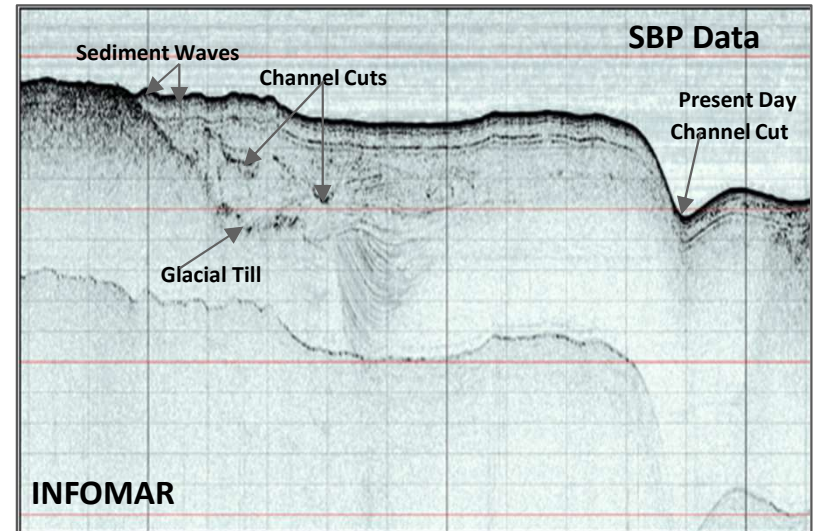 SBP Data
Sediment Waves
Channel Cuts
Present Day
Channel Cut
Glacial Till
INFOMAR